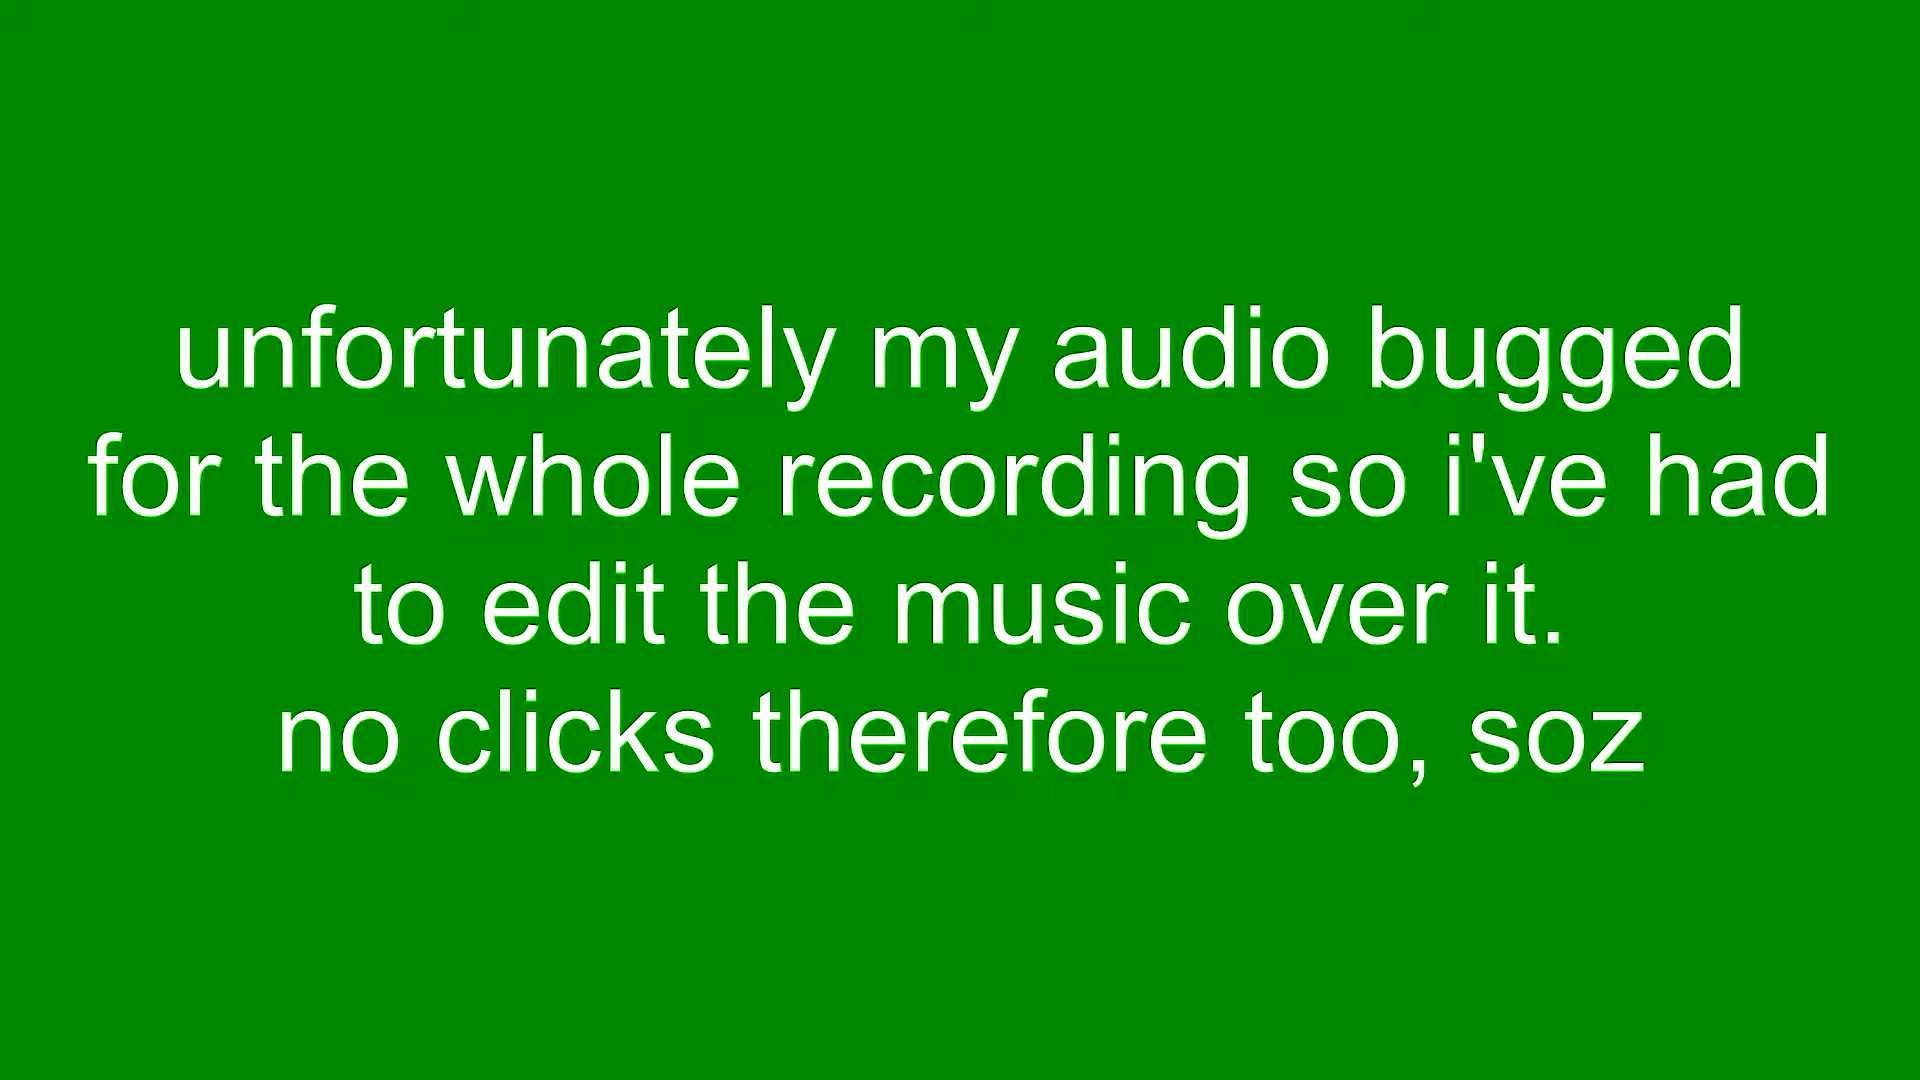 unfortunately my audio bugged
for the whole recording so i've had
to edit the music over it.
no clicks therefore too, soz